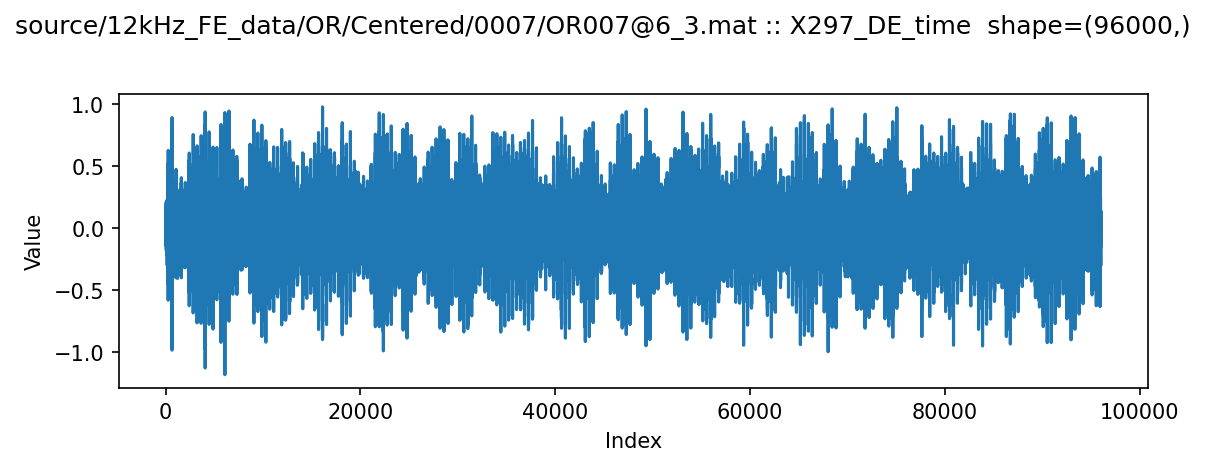 source/12kHz_FE_data/OR/Centered/0007/OR007@6_3.mat :: X297_DE_time  shape=(96000,)
1.0
0.5
0.0
−0.5
−1.0
Value
0 20000 40000 60000 80000 100000
Index